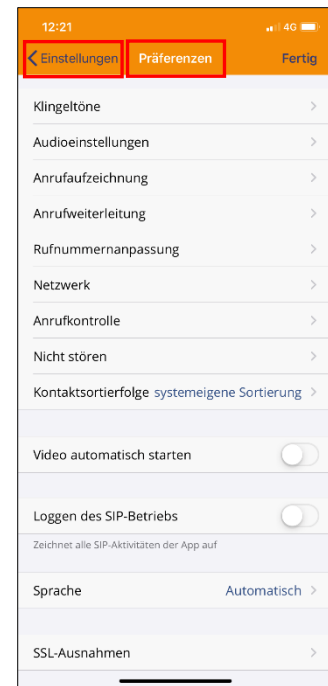 12:21 4G
Einstellungen Präferenzen Fertig
Klingeltöne
Audioeinstellungen
Anrufaufzeichnung
Anrufweiterleitung
Rufnummernanpassung
Netzwerk
Anrufkontrolle
Nicht stören
Kontaktsortierfolge systemeigene Sortierung
Video automatisch starten
Loggen des SIP-Betriebs
Zeichnet alle SIP-Aktivitäten der App auf
Sprache Automatisch
SSL-Ausnahmen